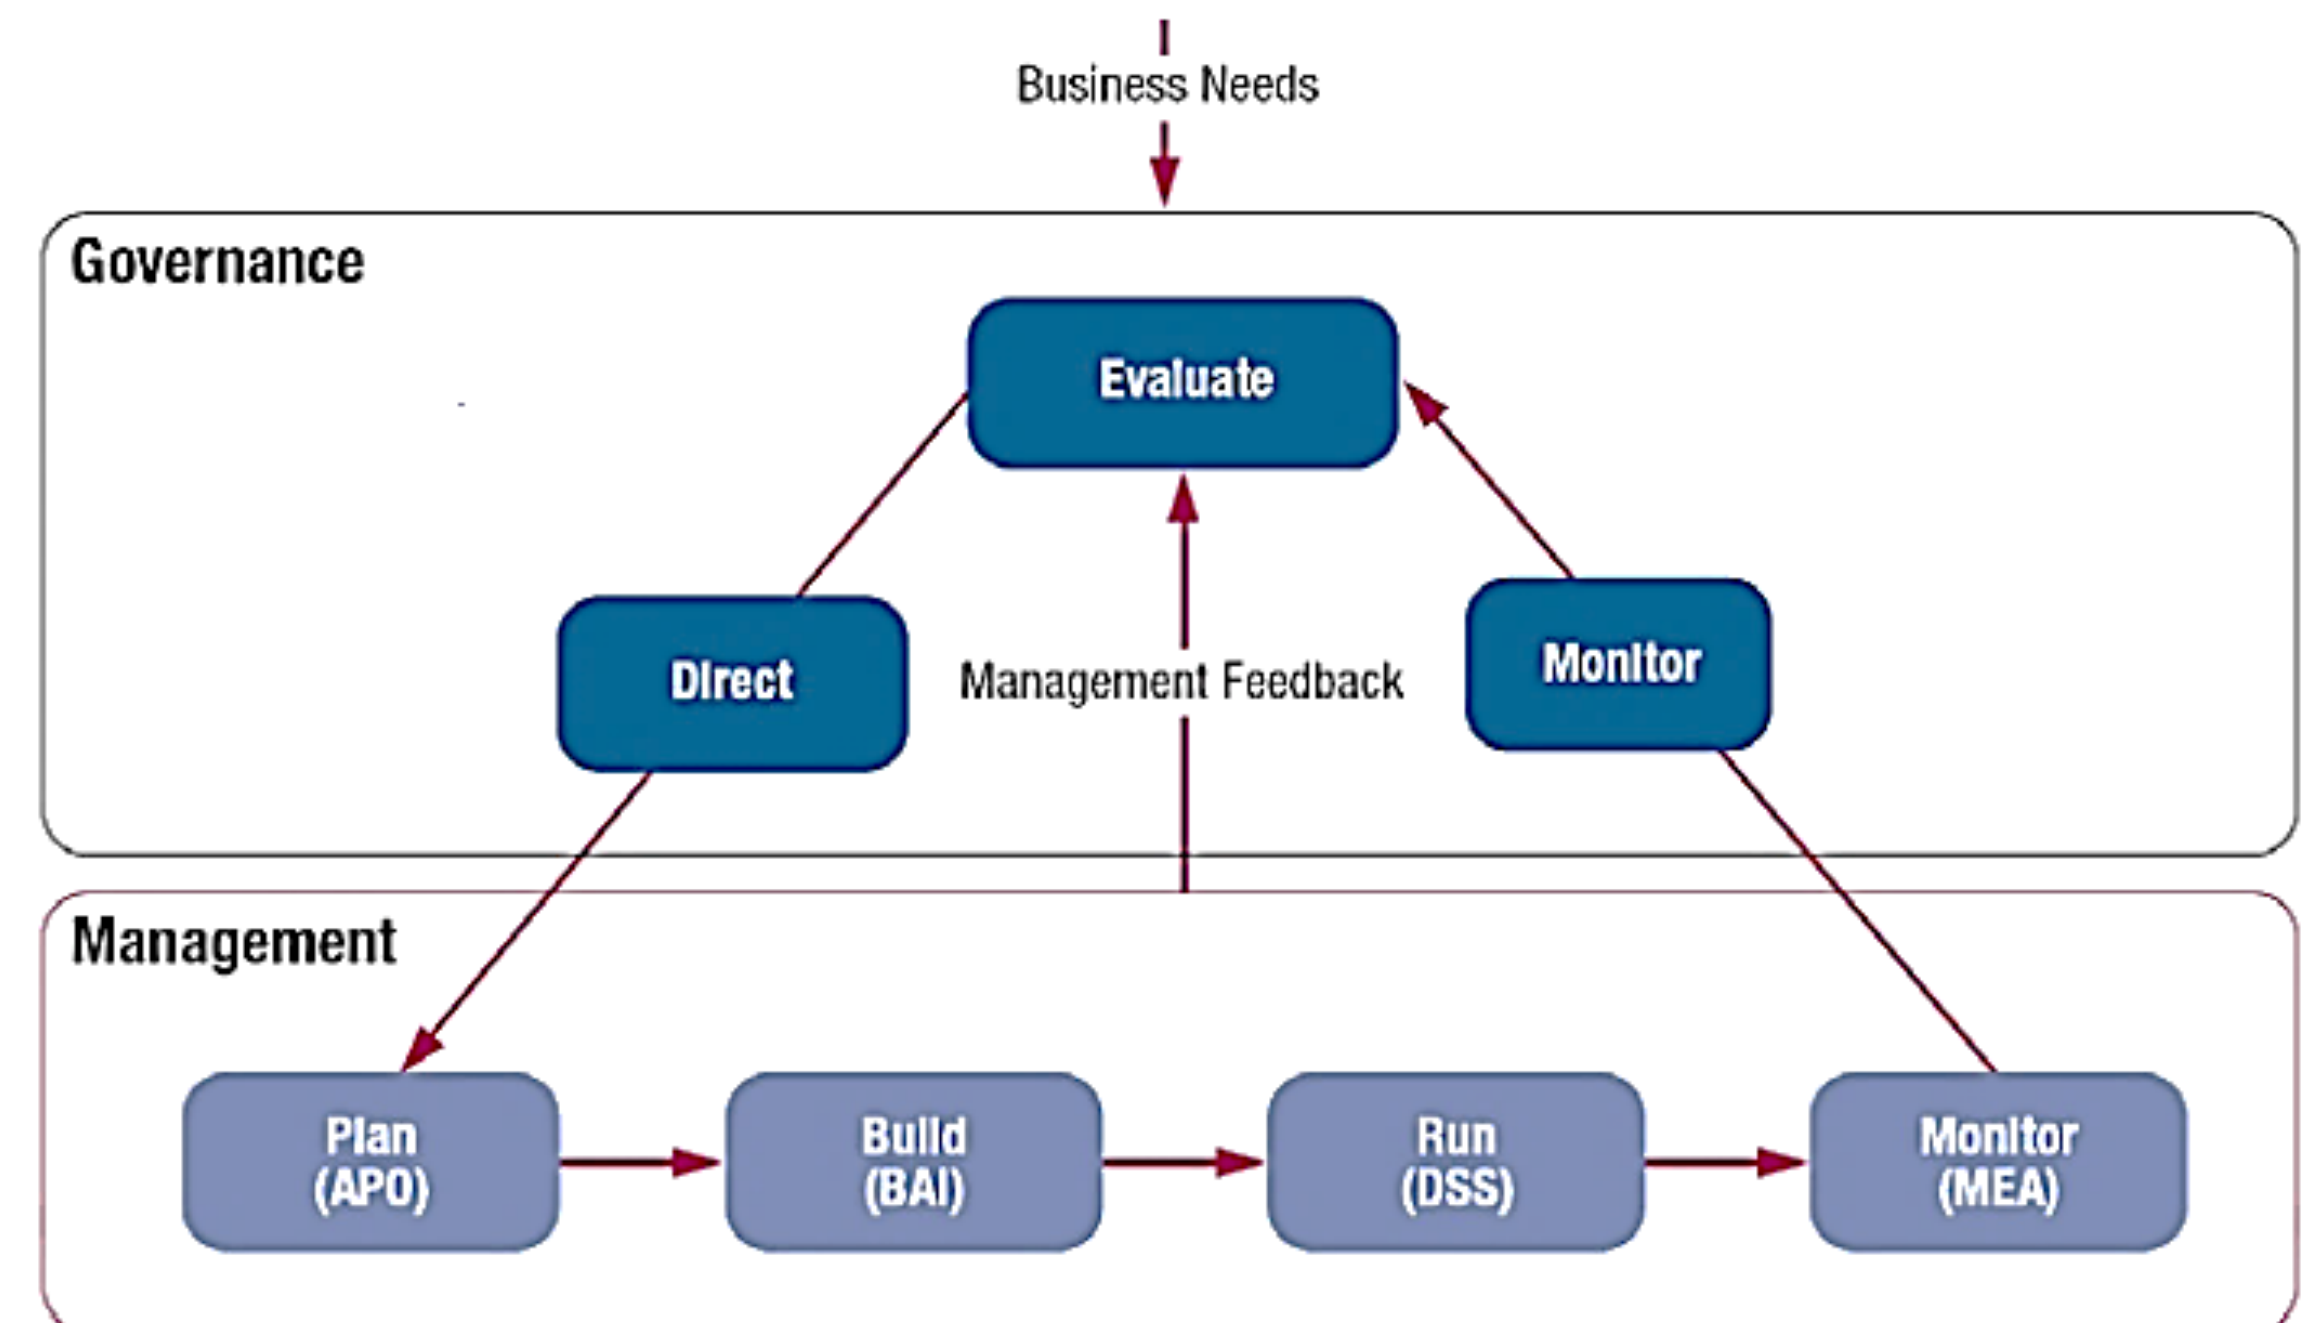 Business Needs
Governance
Evaluate
Direct
Management Feedback
Monitor
Management
Plan
(APO)
Build
(BAI)
Run
(DSS)
Monitor
(MEA)